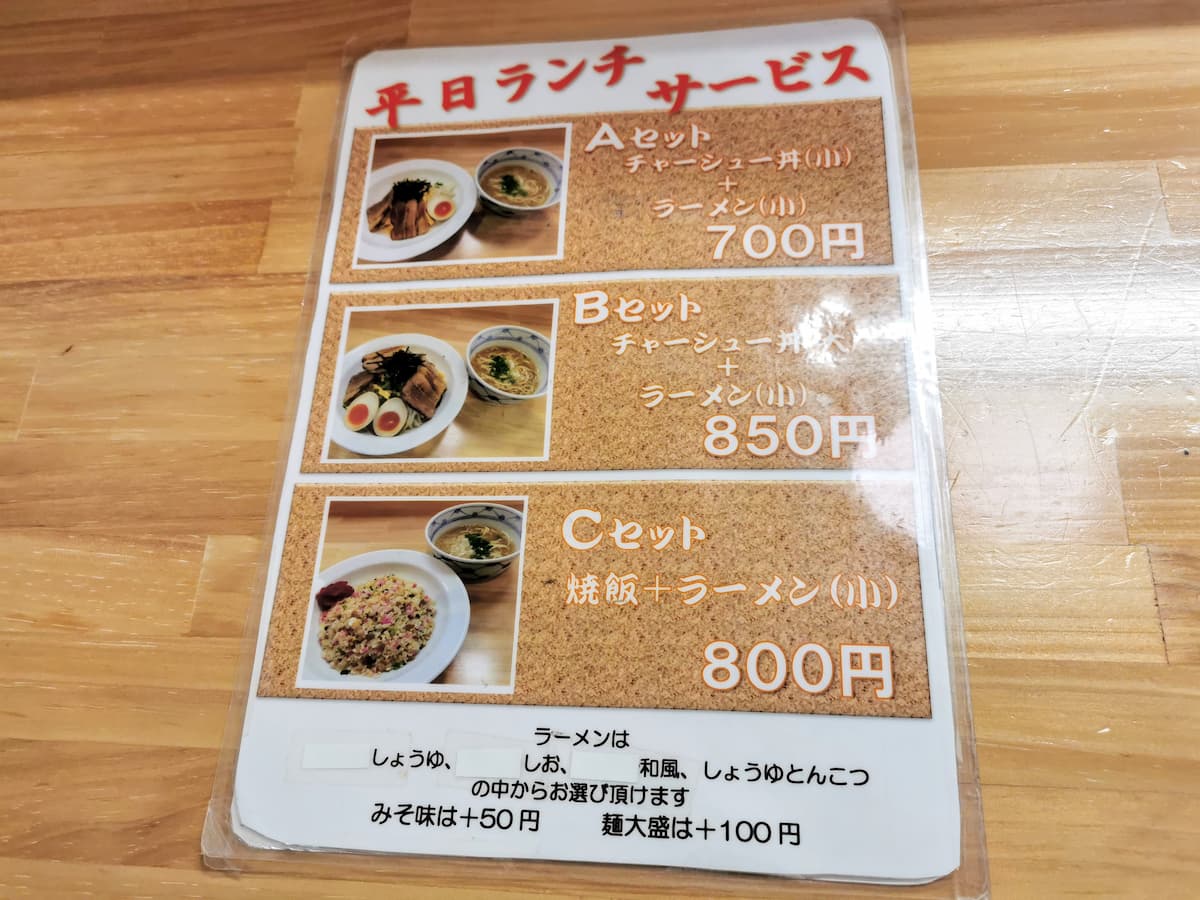 平日ランチサービス
Aセット
チャーシュー丼(小)
+
ラーメン(小)
700円
Bセット
チャーシュー丼(大)
+
ラーメン(小)
850円
Cセット
焼飯+ラーメン(小)
800円
ラーメンは
しょうゆ、しお、和風、しょうゆとんこつ
の中からお選び頂けます
みそ味は+50円 麺大盛は+100円